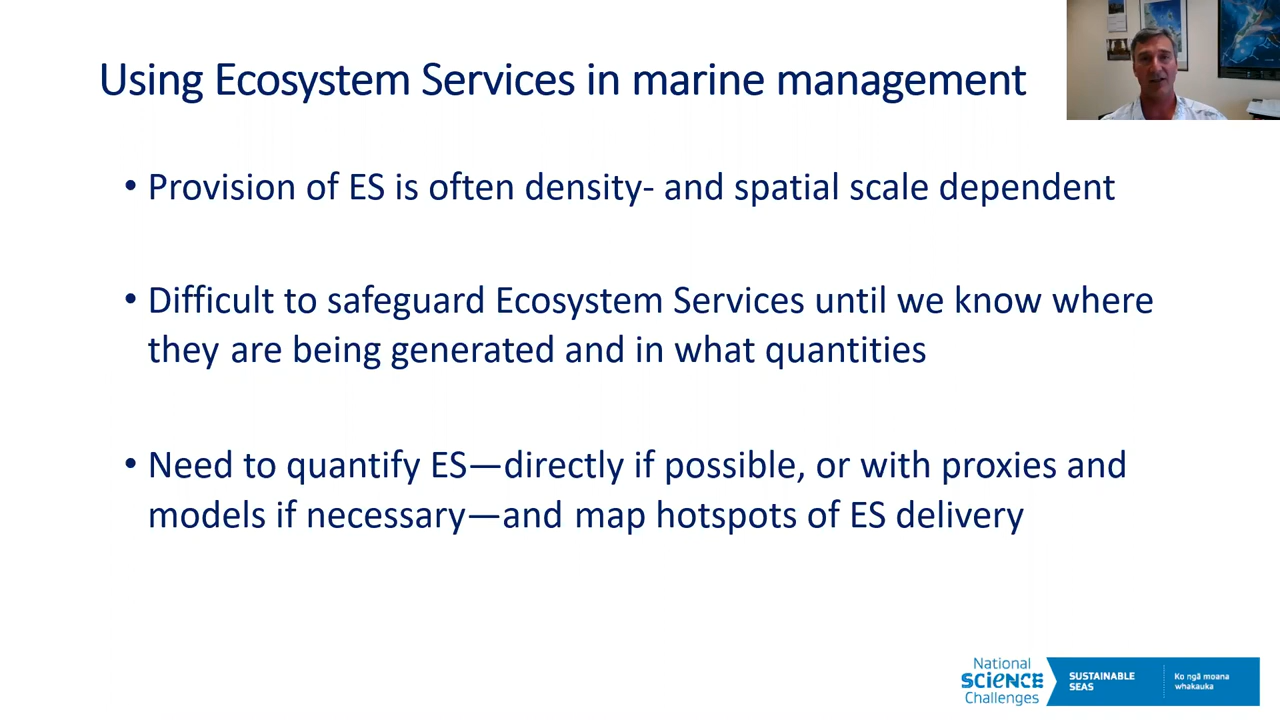 Using Ecosystem Services in marine management
• Provision of ES is often density- and spatial scale dependent
• Difficult to safeguard Ecosystem Services until we know where
they are being generated and in what quantities
• Need to quantify ES—directly if possible, or with proxies and
models if necessary—and map hotspots of ES delivery
National
SCIENCE
Challenges
SUSTAINABLE
SEAS
Ko ngā moana
whakauka